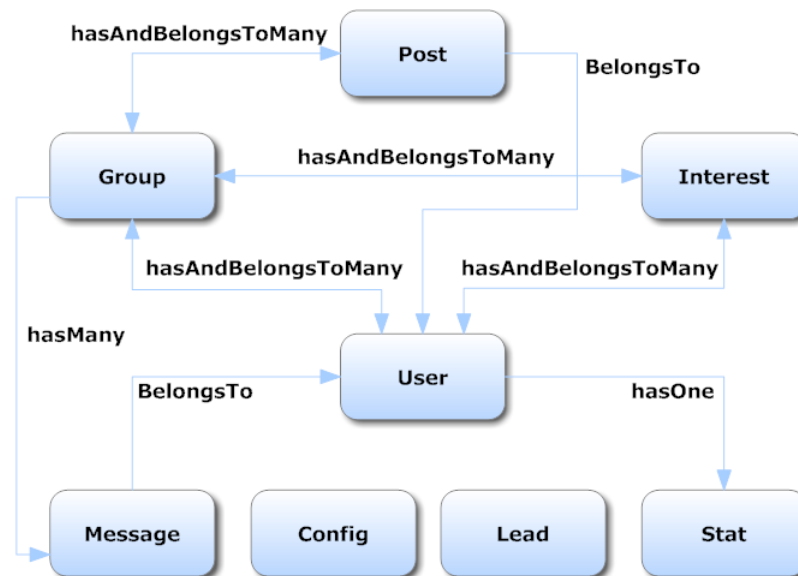 hasAndBelongsToMany
Post
BelongsTo
Group
hasAndBelongsToMany
Interest
hasAndBelongsToMany
hasAndBelongsToMany
hasMany
User
BelongsTo
hasOne
Message
Config
Lead
Stat